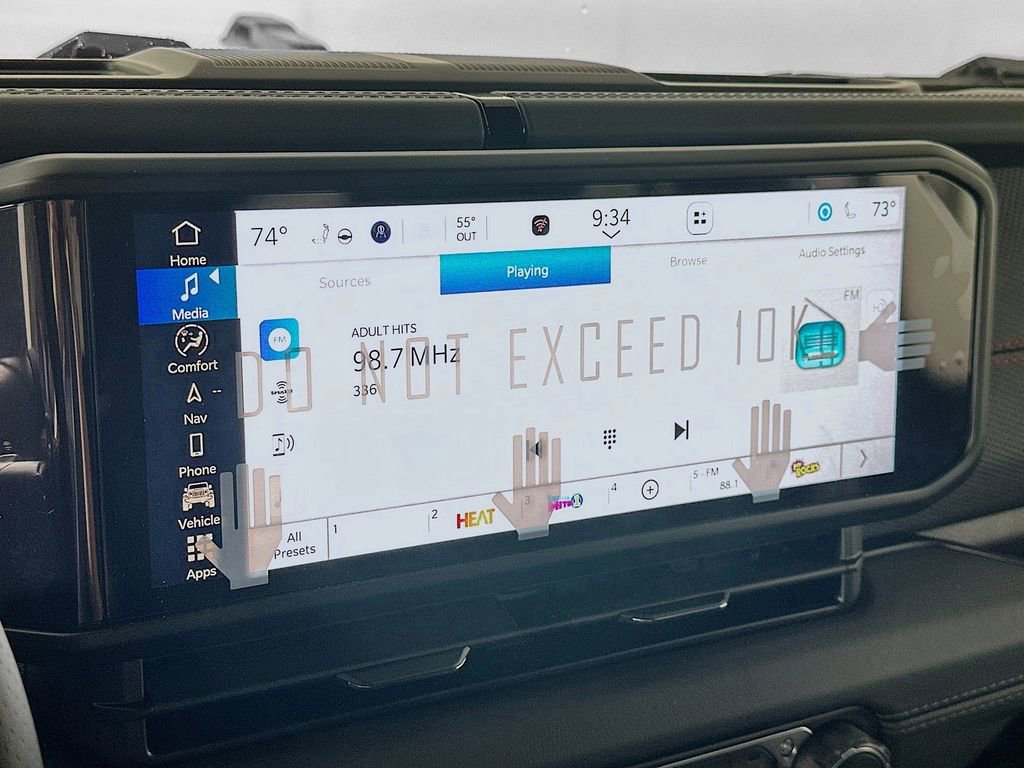 74°
55°
OUT
9:34
73°
Home
Media
Comfort
Nav
--
Phone
Vehicle
Apps
Sources
Playing
Browse
Audio Settings
FM
ADULT HITS
98.7 MHz
336
FM
DO NOT EXCEED 10K
All
Presets
1
2
HEAT
3
4
5 - FM
88.1
6
ROCKS